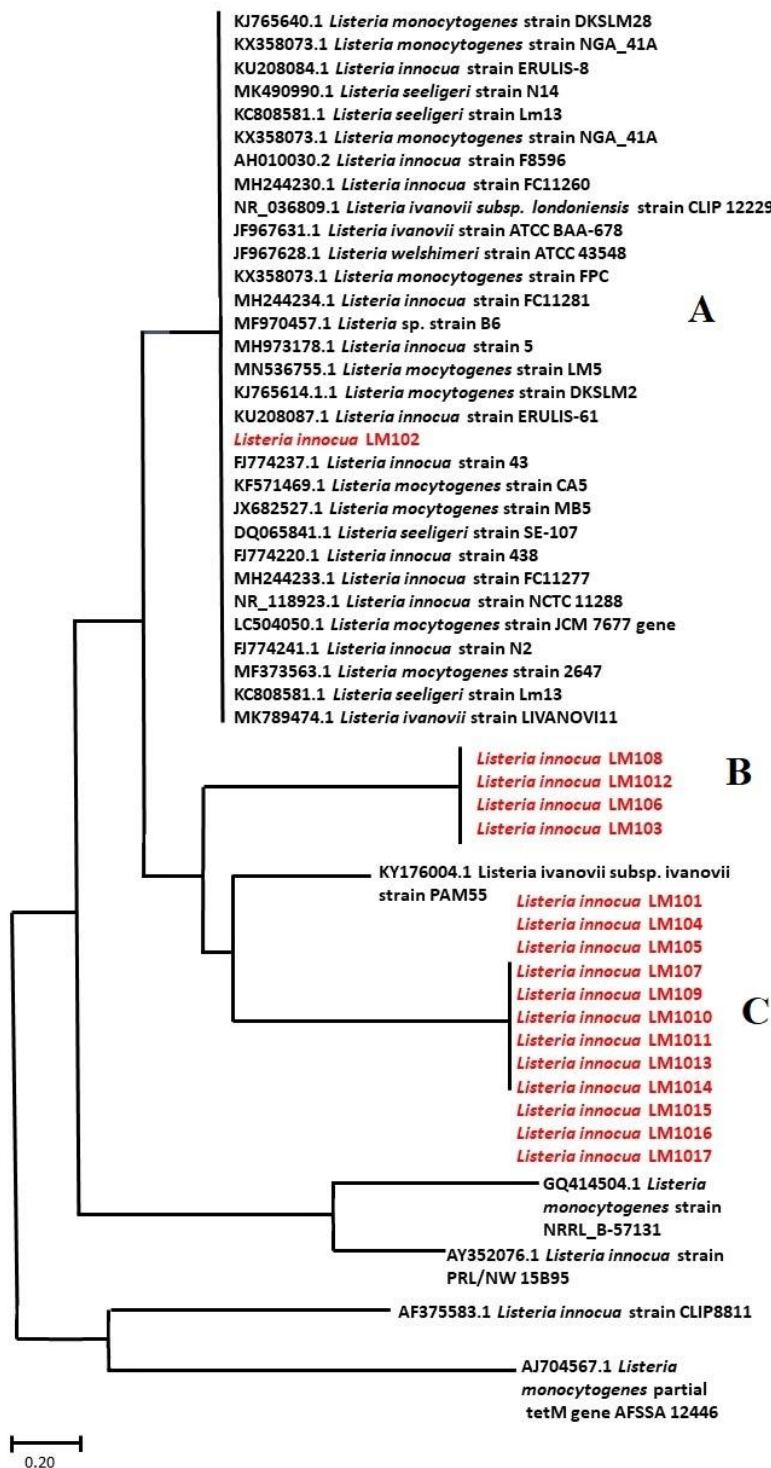 KJ765640.1 Listeria monocytogenes strain DKSLM28
KX358073.1 Listeria monocytogenes strain NGA_41A
KU208084.1 Listeria innocua strain ERULIS-8
MK490990.1 Listeria seeligeri strain N14
KC808581.1 Listeria seeligeri strain Lm13
KX358073.1 Listeria monocytogenes strain NGA_41A
AH010030.2 Listeria innocua strain F8596
MH244230.1 Listeria innocua strain FC11260
NR_036809.1 Listeria ivanovii subsp. londoniensis strain CLIP 12229
JF967631.1 Listeria ivanovii strain ATCC BAA-678
JF967628.1 Listeria welshimeri strain ATCC 43548
KX358073.1 Listeria monocytogenes strain FPC
MH244234.1 Listeria innocua strain FC11281
A
MF970457.1 Listeria sp. strain B6
MH973178.1 Listeria innocua strain 5
MN536755.1 Listeria mocytogenes strain LM5
KJ765614.1.1 Listeria mocytogenes strain DKSLM2
KU208087.1 Listeria innocua strain ERULIS-61
Listeria innocua LM102
FJ774237.1 Listeria innocua strain 43
KF571469.1 Listeria mocytogenes strain CA5
JX682527.1 Listeria mocytogenes strain MB5
DQ065841.1 Listeria seeligeri strain SE-107
FJ774220.1 Listeria innocua strain 438
MH244233.1 Listeria innocua strain FC11277
NR_118923.1 Listeria innocua strain NCTC 11288
LC504050.1 Listeria mocytogenes strain JCM 7677 gene
FJ774241.1 Listeria innocua strain N2
MF373563.1 Listeria mocytogenes strain 2647
KC808581.1 Listeria seeligeri strain Lm13
MK789474.1 Listeria ivanovii strain LIVANOVI11
Listeria innocua LM108
B
Listeria innocua LM1012
Listeria innocua LM106
Listeria innocua LM103
KY176004.1 Listeria ivanovii subsp. ivanovii
strain PAM55
Listeria innocua LM101
Listeria innocua LM104
Listeria innocua LM105
Listeria innocua LM107
Listeria innocua LM109
Listeria innocua LM1010
C
Listeria innocua LM1011
Listeria innocua LM1013
Listeria innocua LM1014
Listeria innocua LM1015
Listeria innocua LM1016
Listeria innocua LM1017
GQ414504.1 Listeria
monocytogenes strain
NRRL_B-57131
AY352076.1 Listeria innocua strain
PRL/NW 15B95
AF375583.1 Listeria innocua strain CLIP8811
AJ704567.1 Listeria
monocytogenes partial
tetM gene AFSSA 12446
0.20